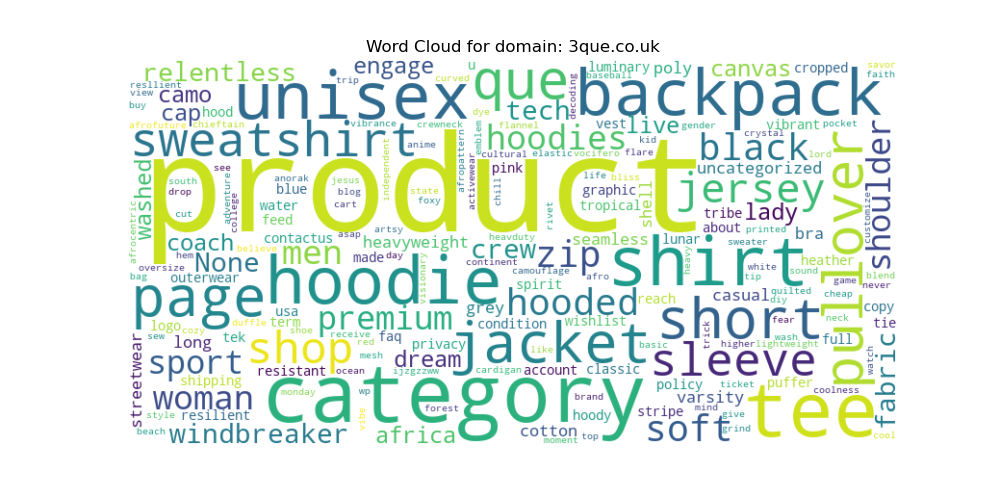 Word Cloud for domain: 3que.co.uk
relentless
engage
u
que
luminary
poly
canvas
cropped
savor
faith
resllient
view
buy
camo
cap
hood
trip
unisex
curved
tech
decoding
baseball
backpack
afrofuture
chieftain
vibrance
crewneck
dye
emblem
flannel
vest
live
gender
vibrant
pocket
sweatshirt
anime
hoodies
kid
black
crystal
lord
shoulder
washed
south
drop
see
jesus
anorak
blog
blue
cart
independent
product
cultural
elastic
vocifero
flare
afropattern
activewear
pink
chill
life
bliss
graphic
tropical
shell
uncategorized
jersey
tribe
lady
about
printed
customize
pullover
afrocentric
cut
adventure
college
water
feed
state
foxy
artsy
asap
contactus
heavyweight
heavyduty
rivet
seamless
lunar
sweater
bra
coach
hem
believe
men
made
day
crew
zip
continent
camouflage
afro
spirit
shirt
heavy
white
tip
sound
heather
game
blend
never
bag
oversize
None
outerwear
hoodie
visionary
quilted
diy
cheap
page
usa
premium
grey
hooded
reach
casual
copy
short
neck
tie
fabric
logo
cozy
duffle
term
shoe
receive
red
faq
privacy
condition
wishlist
like
basic
trick
fear
wash
full
streetwear
sew
long
tek
shop
mesh
dream
jacket
classic
higher
lightweight
watch
sport
resistant
ocean
ijzgzzww
cardigan
account
sleeve
shipping
monday
wp
category
brand
policy
ticket
puffer
coolness
woman
style
resilient
vibe
forest
hoody
stripe
varsity
mind
give
grind
tee
beach
windbreaker
africa
cotton
moment
top
soft
cool